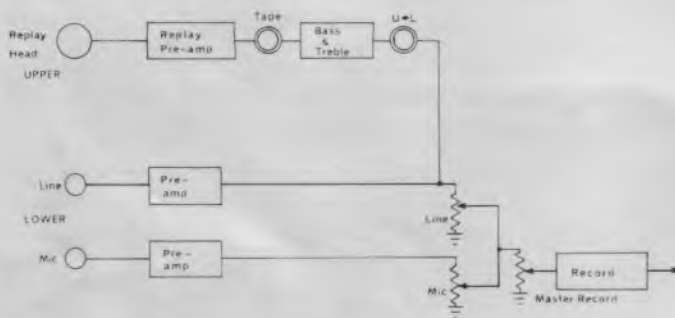 Tape
U→L
Replay
Head
UPPER
Replay
Pre-amp
Bass
&
Treble
Line
Pre-
amp
LOWER
Line
Mic
Pre-
amp
Mic
Record
Master Record